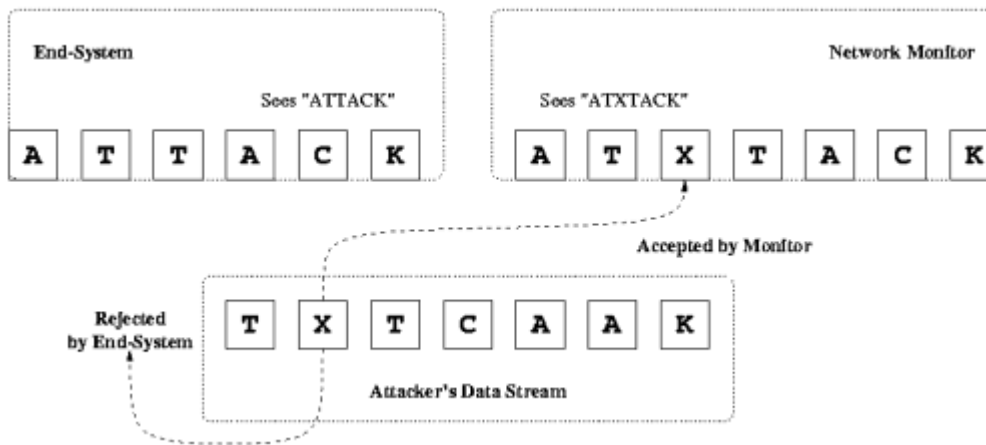 End-System
Network Monitor
Sees "ATTACK"
Sees "ATXTACK"
A T T A C K
A T X T A C K
Accepted by Monitor
Rejected
by End-System
T X T C A A K
Attacker's Data Stream